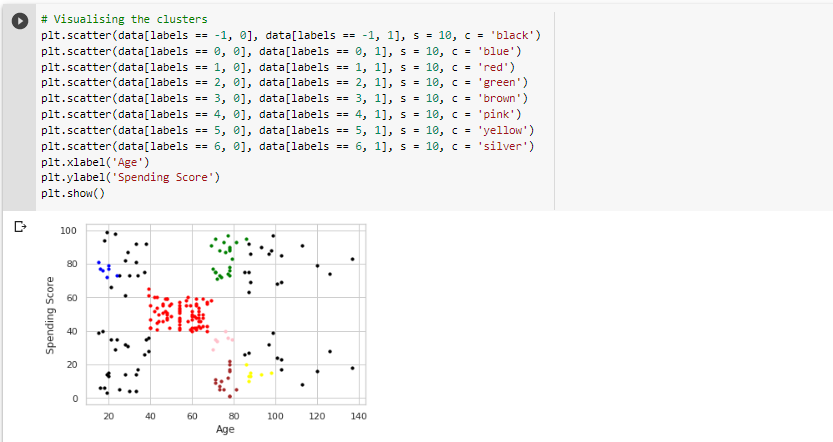 # Visualising the clusters
plt.scatter(data[labels == -1, 0], data[labels == -1, 1], s = 10, c = 'black')
plt.scatter(data[labels == 0, 0], data[labels == 0, 1], s = 10, c = 'blue')
plt.scatter(data[labels == 1, 0], data[labels == 1, 1], s = 10, c = 'red')
plt.scatter(data[labels == 2, 0], data[labels == 2, 1], s = 10, c = 'green')
plt.scatter(data[labels == 3, 0], data[labels == 3, 1], s = 10, c = 'brown')
plt.scatter(data[labels == 4, 0], data[labels == 4, 1], s = 10, c = 'pink')
plt.scatter(data[labels == 5, 0], data[labels == 5, 1], s = 10, c = 'yellow')
plt.scatter(data[labels == 6, 0], data[labels == 6, 1], s = 10, c = 'silver')
plt.xlabel('Age')
plt.ylabel('Spending Score')
plt.show()
100
80
60
40
20
0
Spending Score
20 40 60 80 100 120 140
Age